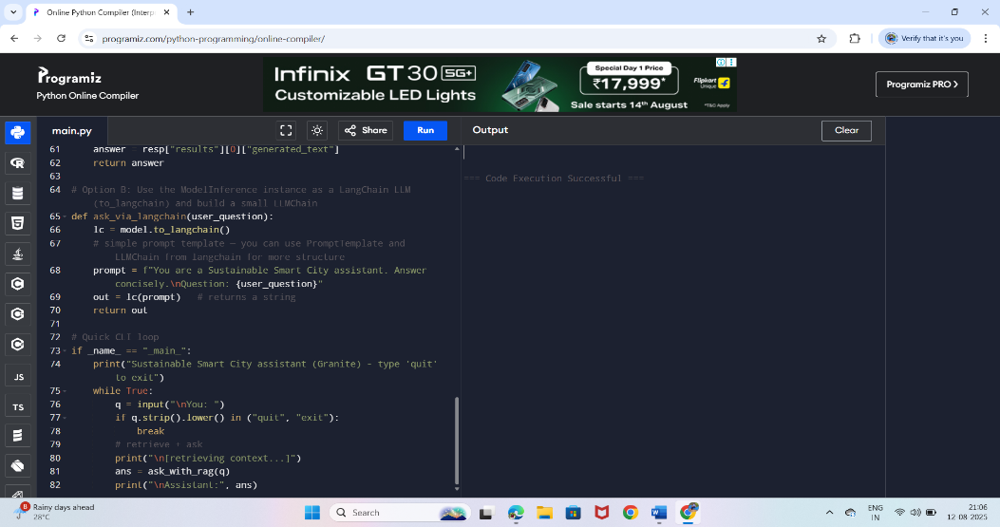 Online Python Compiler (Interp
programiz.com/python-programming/online-compiler/
Verify that it's you
Programiz
Python Online Compiler
Infinix GT30 5G+
Customizable LED Lights
Special Day 1 Price
₹17,999*
Flipkart
Unique
Sale starts 14th August
*T&C Apply
Programiz PRO
main.py
Share
Run
Output
Clear
61 answer = resp["results"][0]["generated_text"]
62 return answer
63
64 # Option B: Use the ModelInference instance as a LangChain LLM
(to_langchain) and build a small LLMChain
65 def ask_via_langchain(user_question):
66 lc = model.to_langchain()
67 # simple prompt template — you can use PromptTemplate and
LLMChain from langchain for more structure
68 prompt = f"You are a Sustainable Smart City assistant. Answer
concisely.\nQuestion: {user_question}"
69 out = lc(prompt) # returns a string
70 return out
71
72 # Quick CLI loop
73 if _name_ == "_main_":
74 print("Sustainable Smart City assistant (Granite) - type 'quit'
to exit")
75 while True:
76 q = input("\nYou: ")
77 if q.strip().lower() in ("quit", "exit"):
78 break
79 # retrieve + ask
80 print("\n[retrieving context...]")
81 ans = ask_with_rag(q)
82 print("\nAssistant:", ans)
=== Code Execution Successful ===
JS
TS
8
Rainy days ahead
28°C
Search
ENG
IN
21:06
12-09-2025